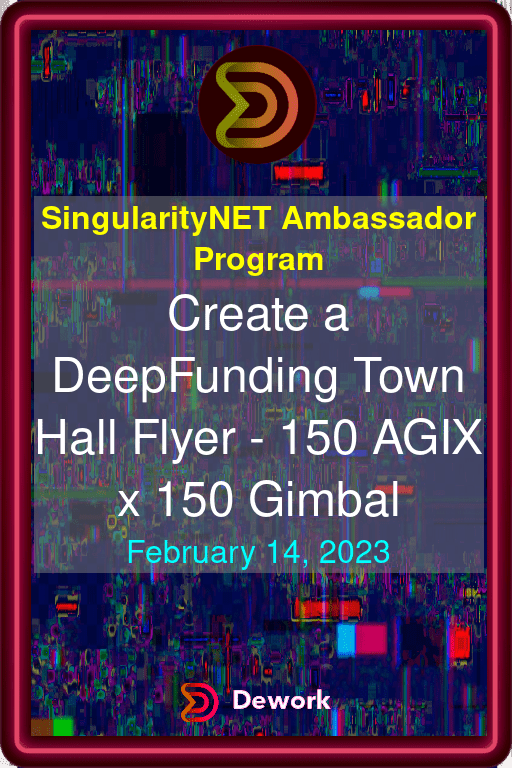 SingularityNET Ambassador
Program
Create a
DeepFunding Town
Hall Flyer - 150 AGIX
x 150 Gimbal
February 14, 2023
Dework